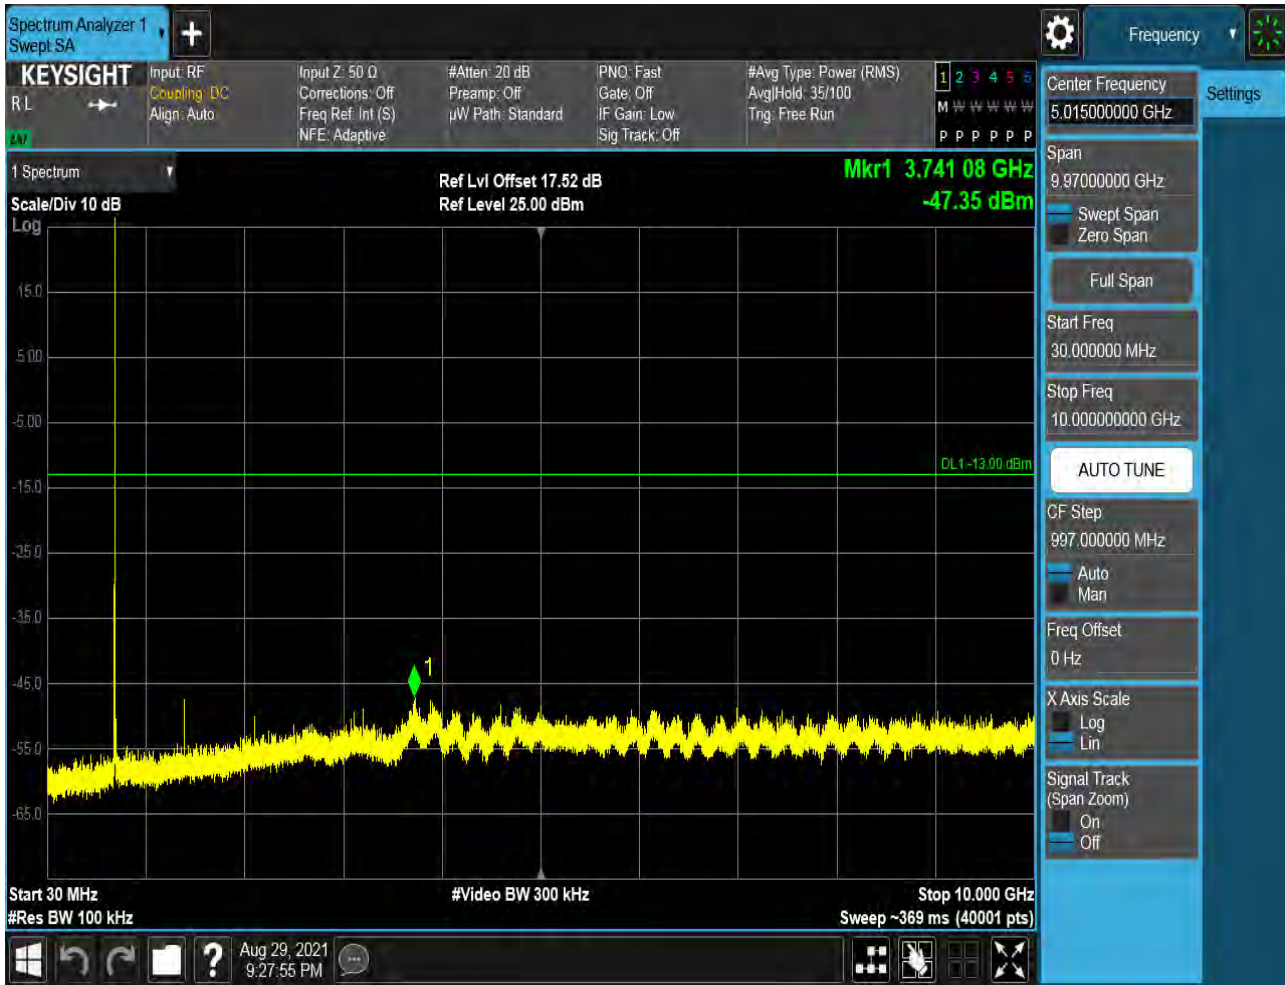 Spectrum Analyzer 1
Swept SA
Frequency
KEYSIGHT
R L
Input: RF
Coupling: DC
Align: Auto
Input Z: 50 Ω
Corrections: Off
Freq Ref: Int (S)
NFE: Adaptive
#Atten: 20 dB
Preamp: Off
µW Path: Standard
PNO: Fast
Gate: Off
IF Gain: Low
Sig Track: Off
#Avg Type: Power (RMS)
Avg|Hold: 35/100
Trig: Free Run
1 2 3 4 5 6
M W W W W W
P P P P P P
1 Spectrum
Scale/Div 10 dB
Log
Ref Lvl Offset 17.52 dB
Ref Level 25.00 dBm
Mkr1 3.741 08 GHz
-47.35 dBm
15.0
5.00
-5.00
-15.0
-25.0
-35.0
-45.0
-55.0
-65.0
DL1 -13.00 dBm
1
Start 30 MHz
#Res BW 100 kHz
#Video BW 300 kHz
Stop 10.000 GHz
Sweep ~369 ms (40001 pts)
Center Frequency
5.015000000 GHz
Settings
Span
9.97000000 GHz
Swept Span
Zero Span
Full Span
Start Freq
30.000000 MHz
Stop Freq
10.000000000 GHz
AUTO TUNE
CF Step
997.000000 MHz
Auto
Man
Freq Offset
0 Hz
X Axis Scale
Log
Lin
Signal Track
(Span Zoom)
On
Off
?
Aug 29, 2021
9:27:55 PM